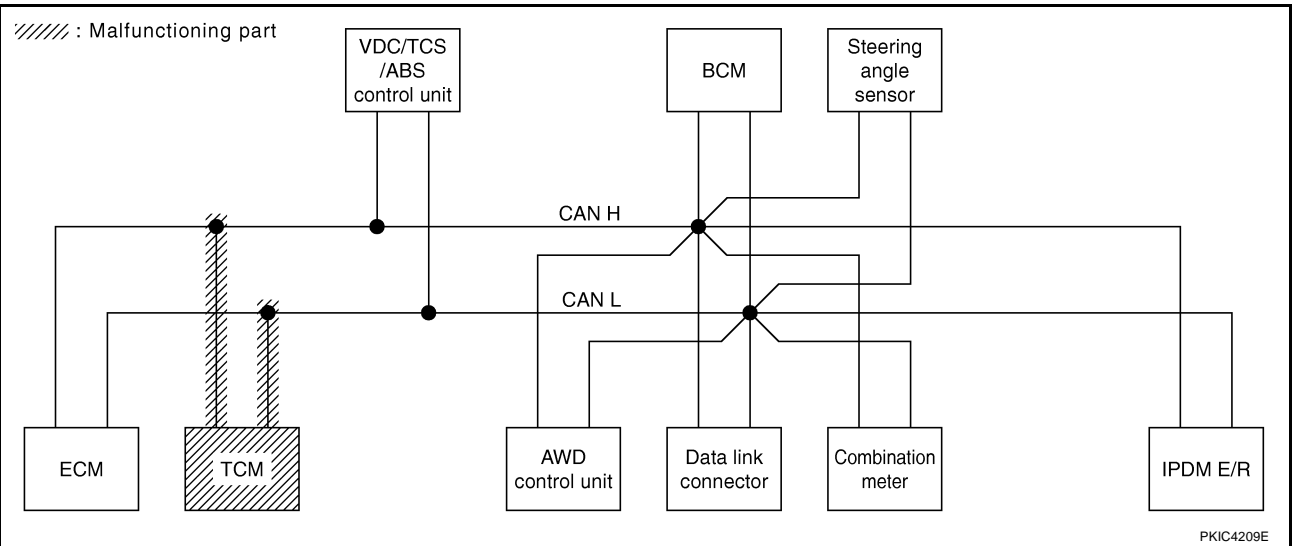 : Malfunctioning part
VDC/TCS
/ABS
control unit
BCM
Steering
angle
sensor
CAN H
CAN L
ECM
TCM
AWD
control unit
Data link
connector
Combination
meter
IPDM E/R
PKIC4209E